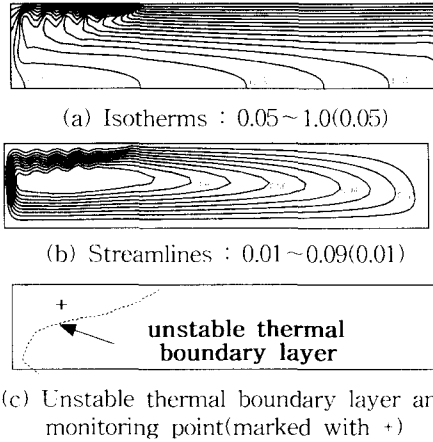 (a) Isotherms : 0.05~1.0(0.05)
(b) Streamlines : 0.01~0.09(0.01)
+
unstable thermal
boundary layer
(c) Unstable thermal boundary layer an
monitoring point(marked with +)